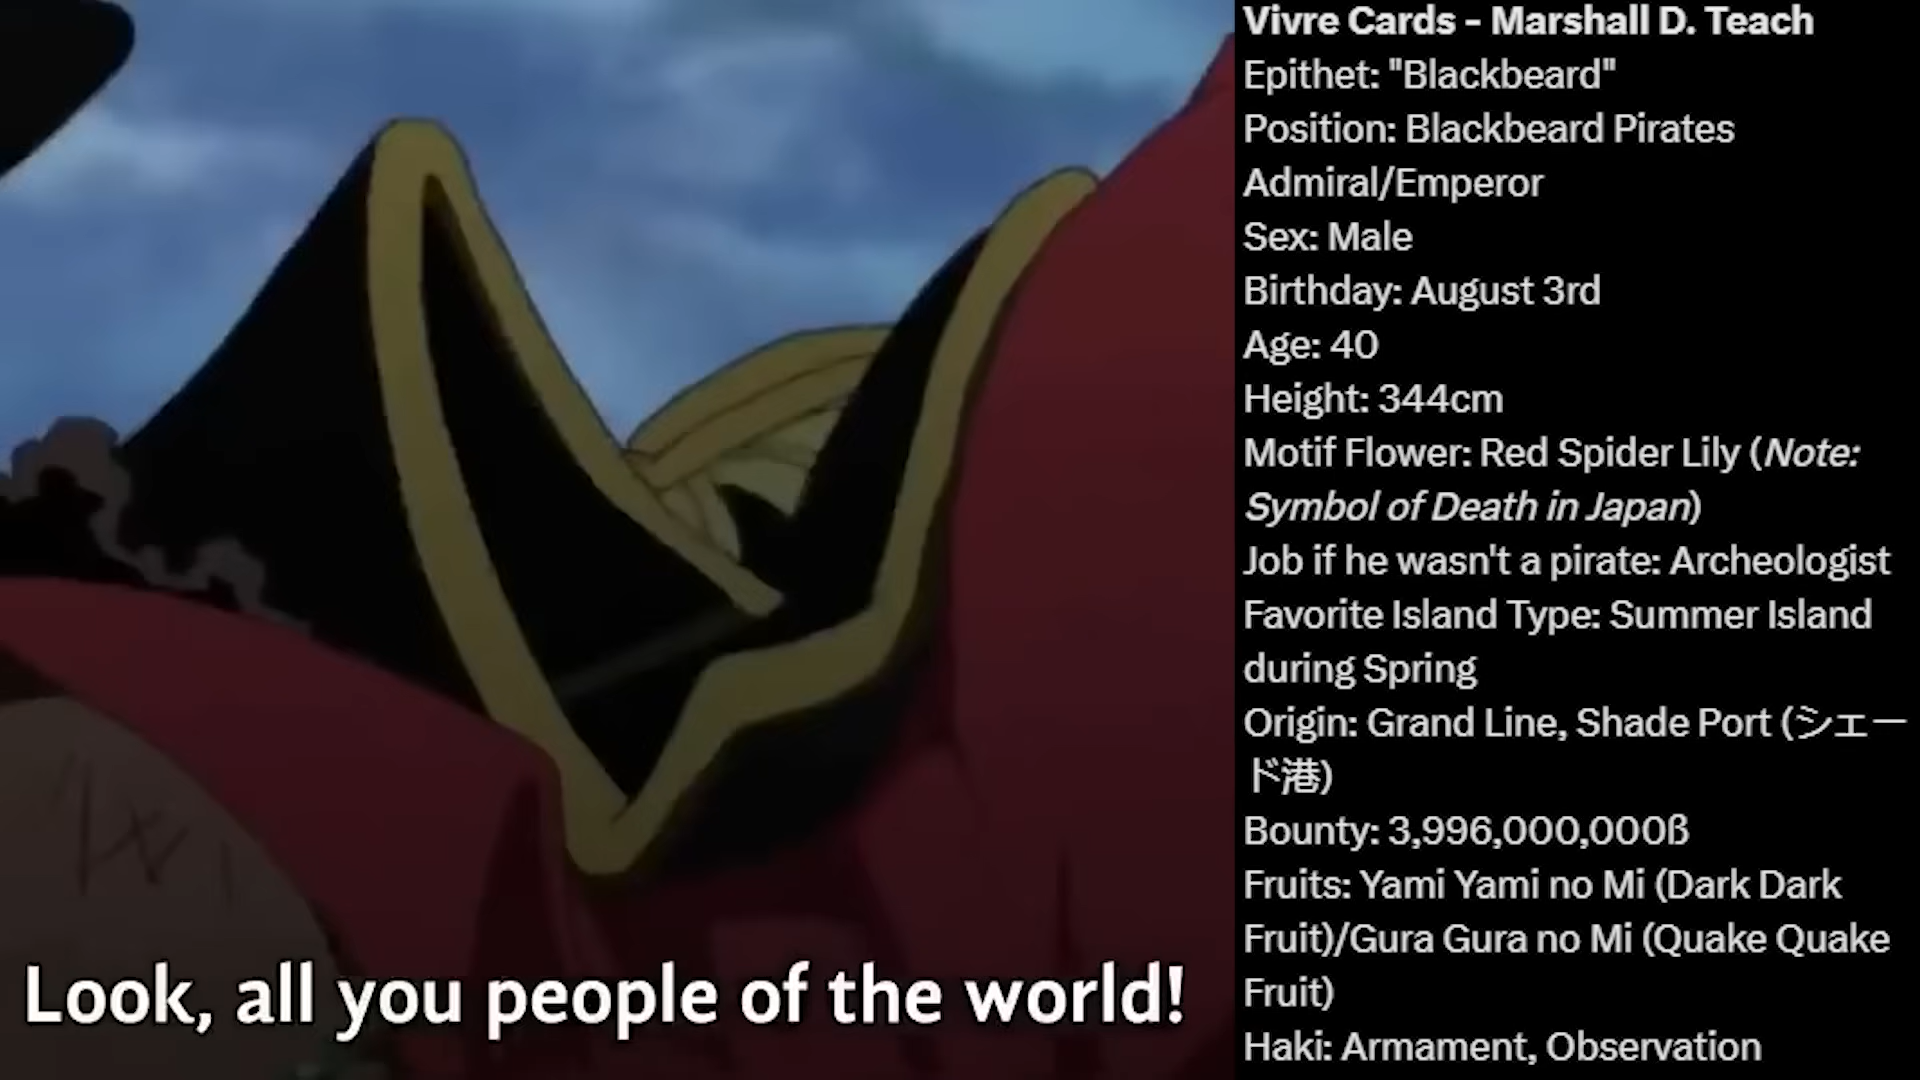 Look, all you people of the world!
Vivre Cards - Marshall D. Teach
Epithet: "Blackbeard"
Position: Blackbeard Pirates
Admiral/Emperor
Sex: Male
Birthday: August 3rd
Age: 40
Height: 344cm
Motif Flower: Red Spider Lily (Note:
Symbol of Death in Japan)
Job if he wasn't a pirate: Archeologist
Favorite Island Type: Summer Island
during Spring
Origin: Grand Line, Shade Port (シェー
ド港)
Bounty: 3,996,000,000ß
Fruits: Yami Yami no Mi (Dark Dark
Fruit)/Gura Gura no Mi (Quake Quake
Fruit)
Haki: Armament, Observation